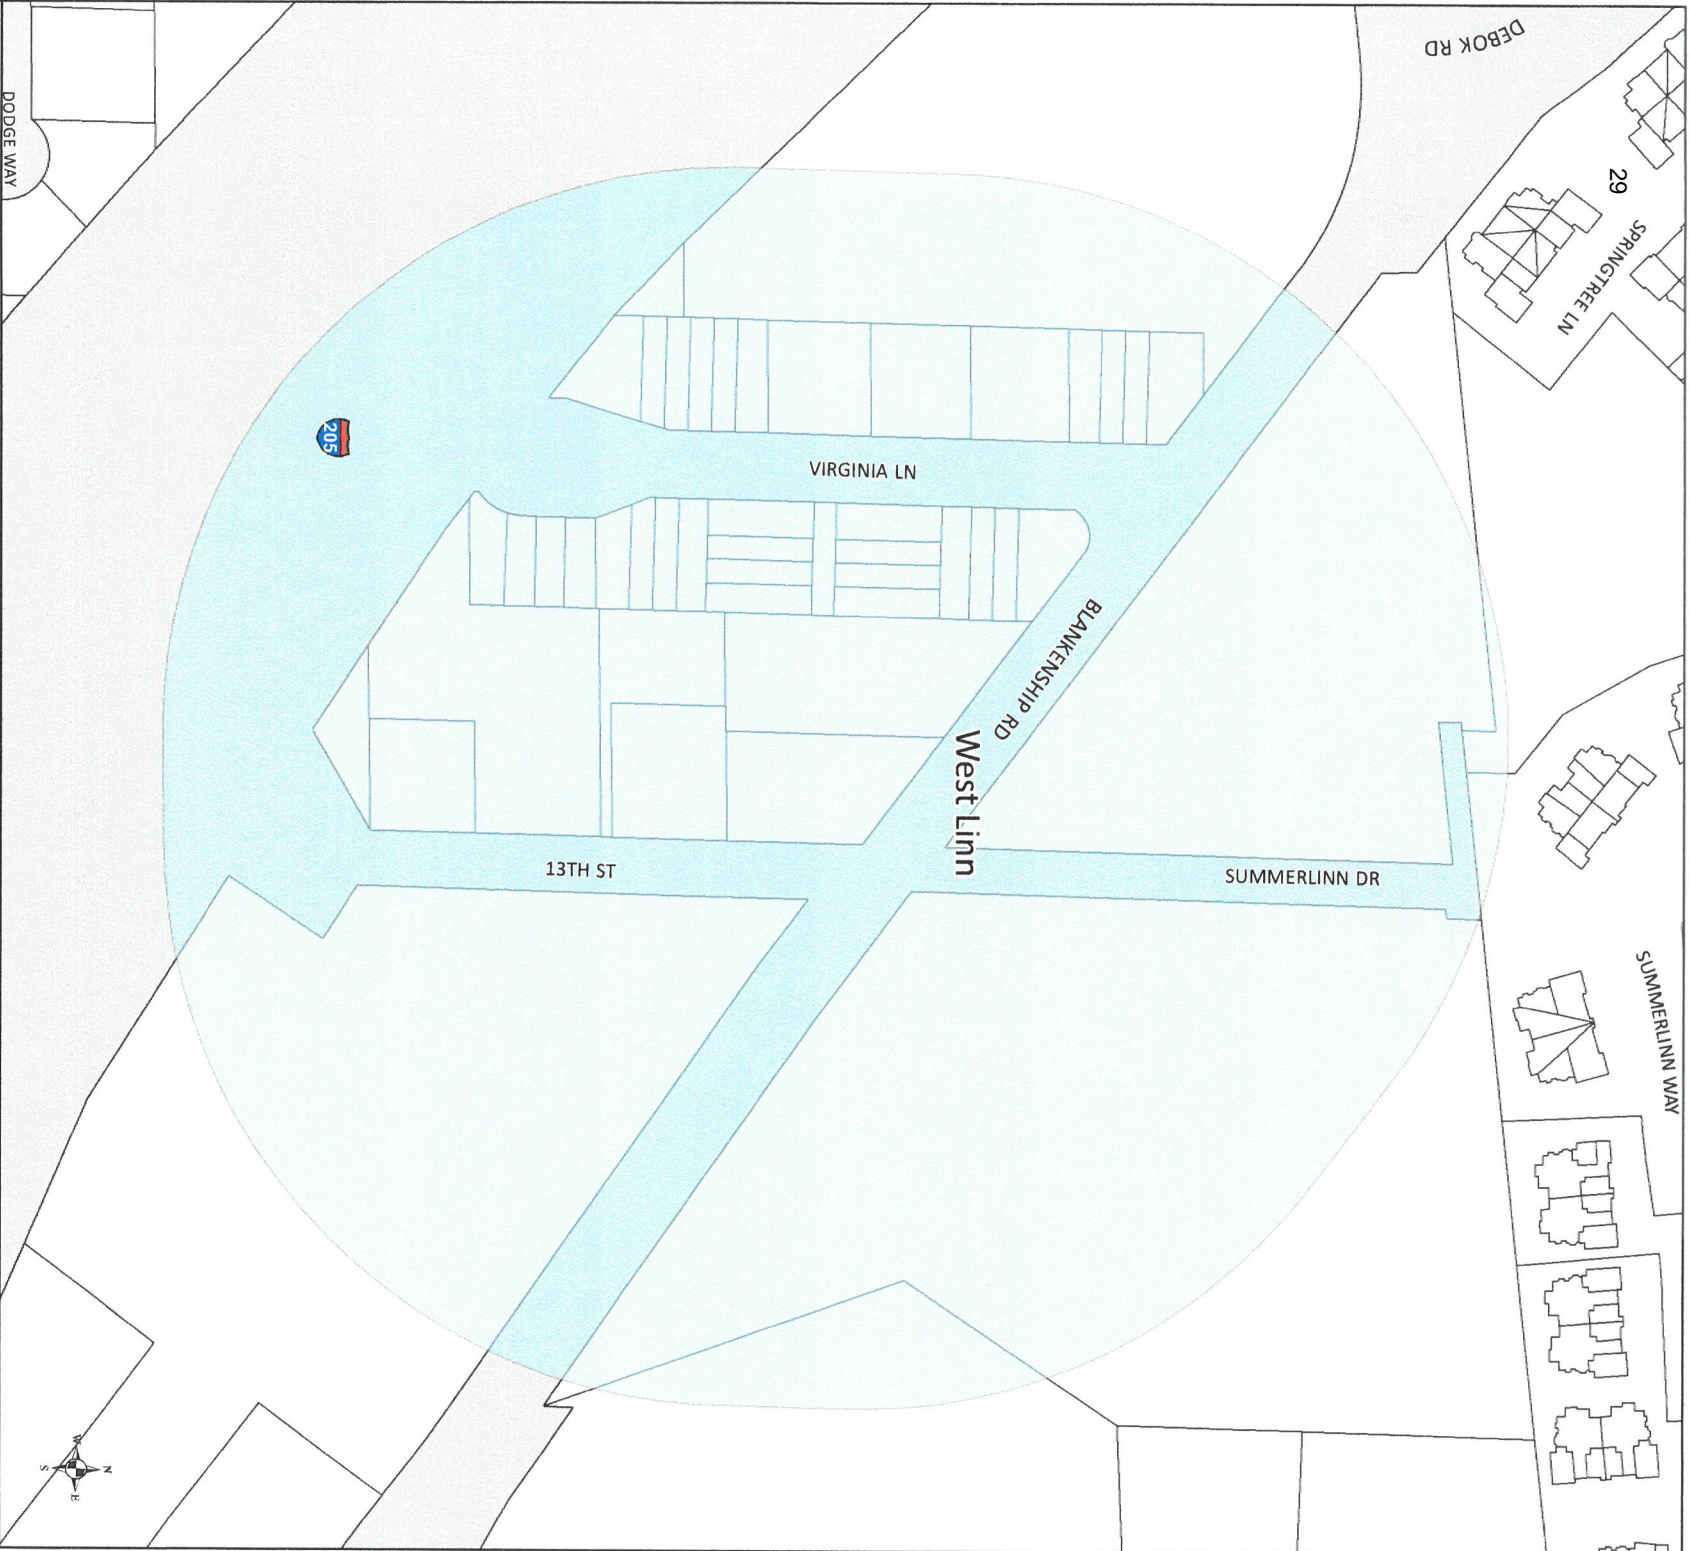 DEBOK RD
DODGE WAY
29
SPRINGTREE LN
205
VIRGINIA LN
BLANKENSHIP RD
West Linn
13TH ST
SUMMERLINN DR
SUMMERLINN WAY
W
S N
E